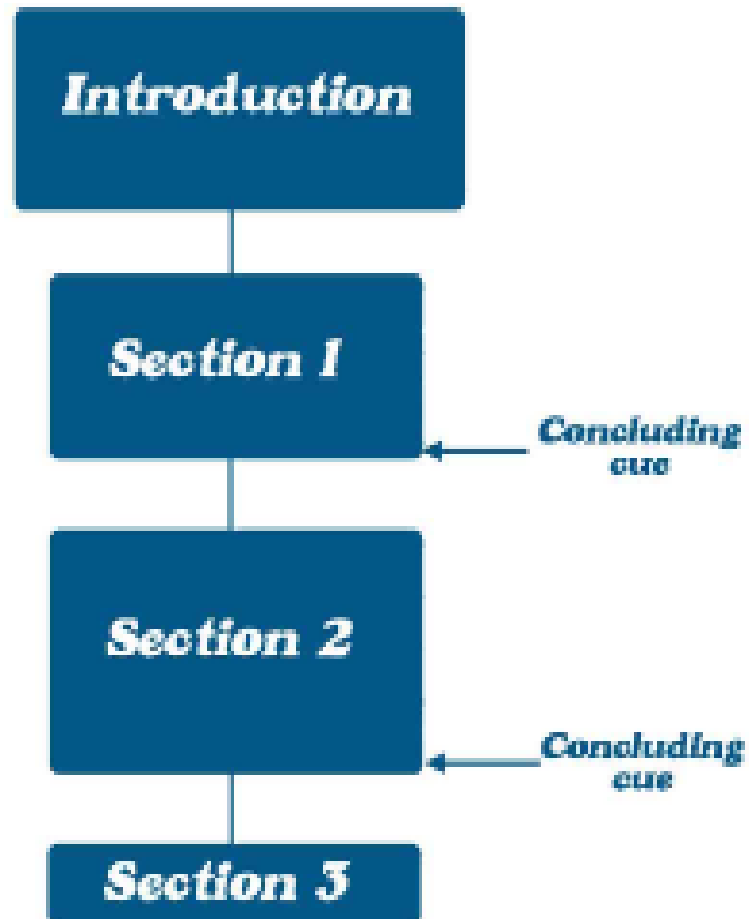 Introduction
Section 1
Concluding
cue
Section 2
Concluding
cue
Section 3